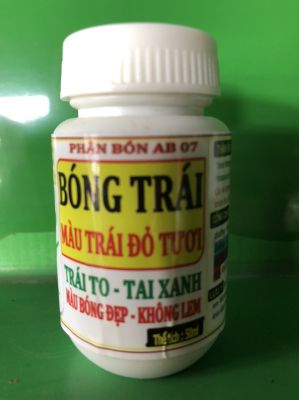 PHÂN BÓN AB 07
BÓNG TRÁI
MÀU TRÁI ĐỎ TƯƠI
TRÁI TO - TAI XANH
MÀU BÓNG ĐẸP - KHÔNG LEM
Thể tích: 50ml